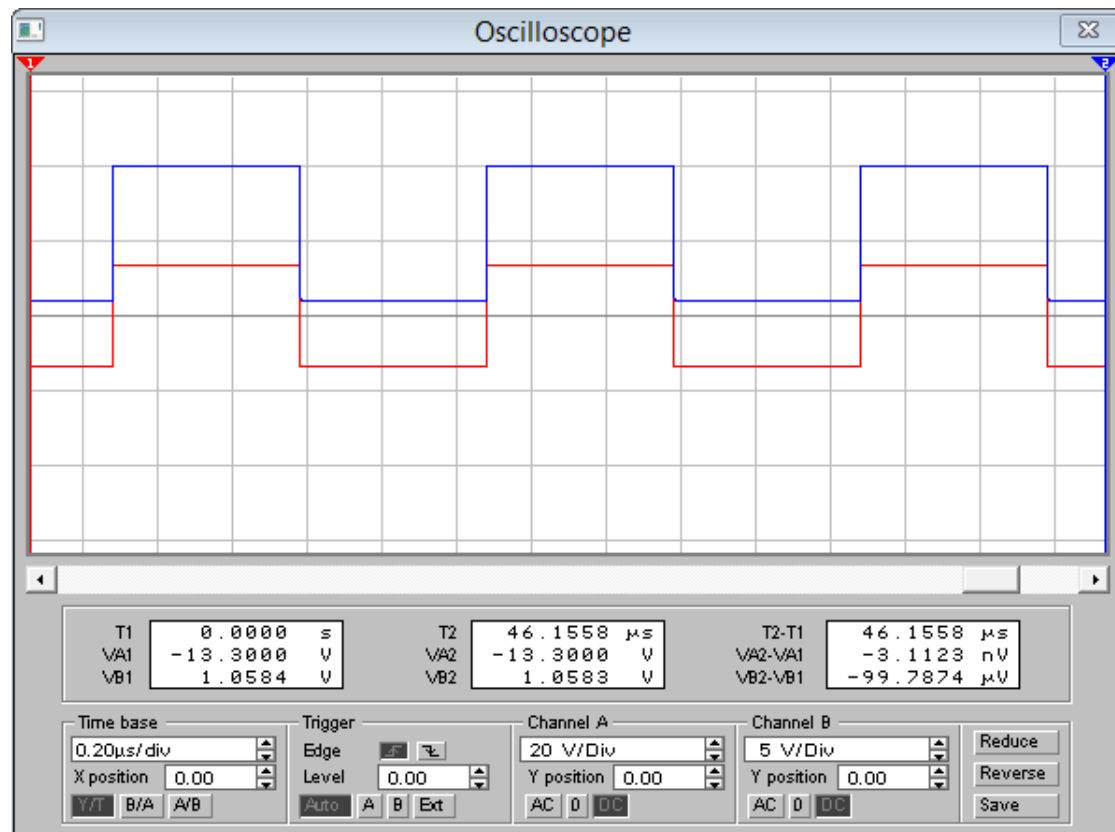 Oscilloscope
1 2
T1 0.0000 s T2 46.1558 μs T2-T1 46.1558 μs
VA1 -13.3000 V VA2 -13.3000 V VA2-VA1 -3.1123 nV
VB1 1.0584 V VB2 1.0583 V VB2-VB1 -99.7874 μV
Time base Trigger Channel A Channel B
0.20μs/div Edge 20 V/Div 5 V/Div Reduce
X position 0.00 Level 0.00 Y position 0.00 Y position 0.00 Reverse
Y/T B/A A/B Auto A B Ext AC 0 DC AC 0 DC Save